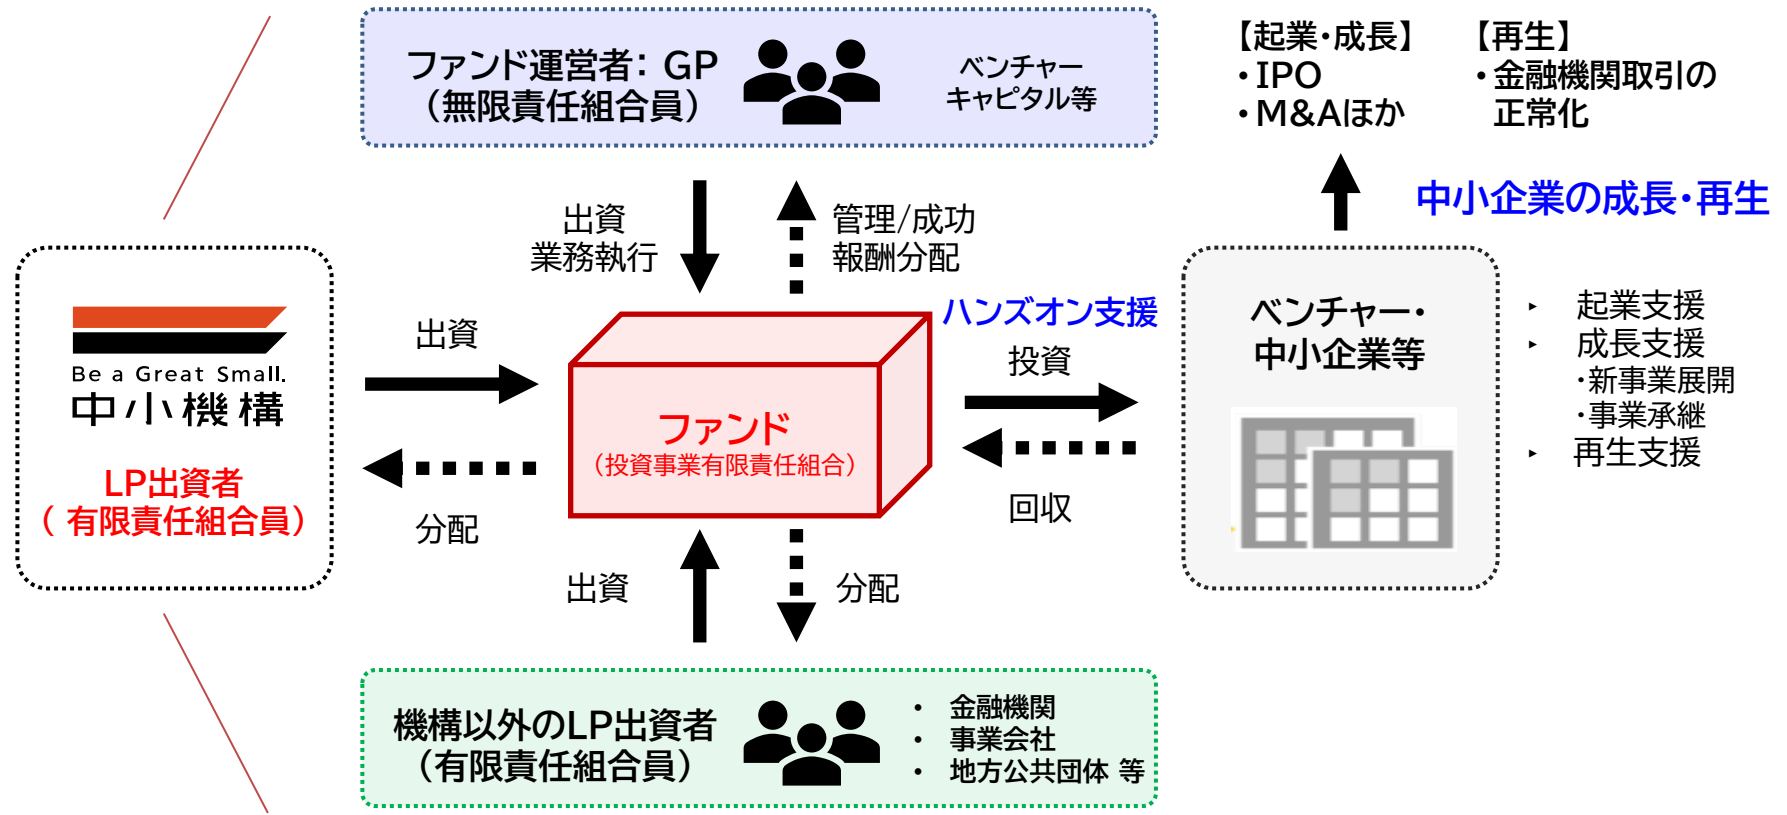 ファンド運営者： GP
（無限責任組合員）
ベンチャー
キャピタル等
【起業・成長】
・IPO
・M&Aほか
【再生】
・金融機関取引の
正常化
中小企業の成長・再生
出資
業務執行
管理/成功
報酬分配
Be a Great Small.
中小機構
LP出資者
（ 有限責任組合員）
出資
分配
ファンド
（投資事業有限責任組合）
ハンズオン支援
投資
回収
ベンチャー・
中小企業等
▸ 起業支援
▸ 成長支援
・新事業展開
・事業承継
▸ 再生支援
出資
分配
機構以外のLP出資者
（有限責任組合員）
・ 金融機関
・ 事業会社
・ 地方公共団体 等